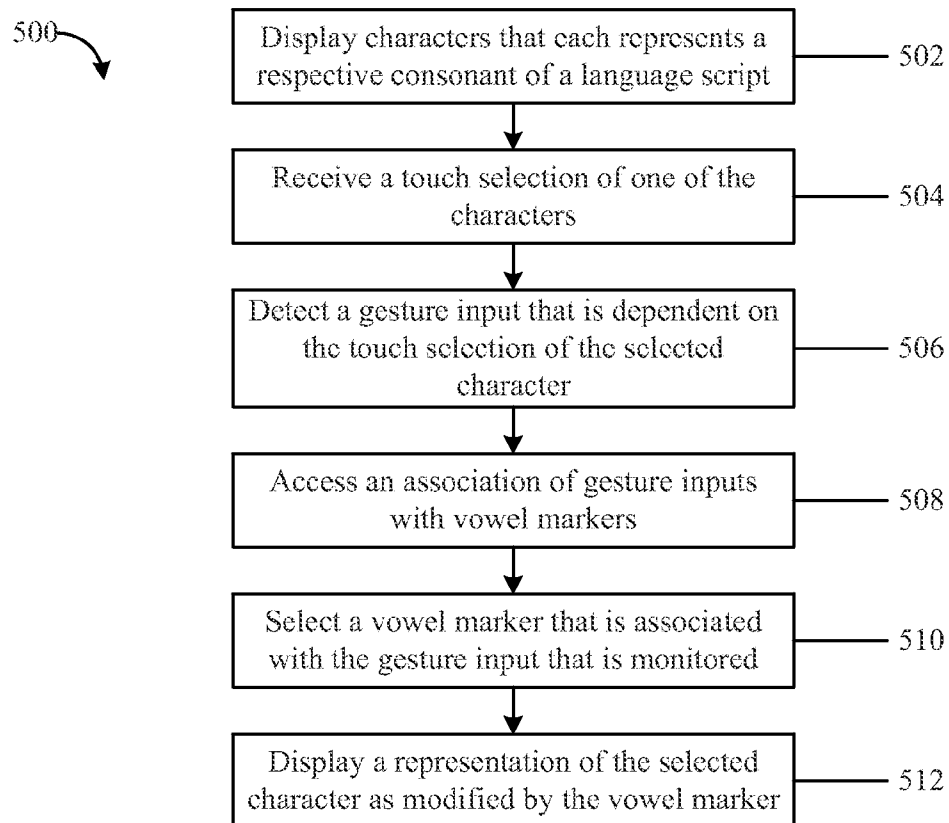 500
Display characters that each represents a
respective consonant of a language script
502
Receive a touch selection of one of the
characters
504
Detect a gesture input that is dependent on
the touch selection of the selected
character
506
Access an association of gesture inputs
with vowel markers
508
Select a vowel marker that is associated
with the gesture input that is monitored
510
Display a representation of the selected
character as modified by the vowel marker
512